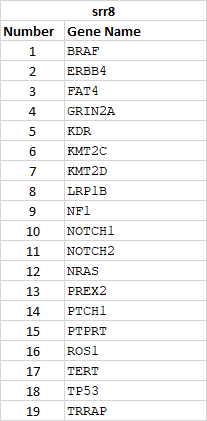 srr8
Number Gene Name
1 BRAF
2 ERBB4
3 FAT4
4 GRIN2A
5 KDR
6 KMT2C
7 KMT2D
8 LRP1B
9 NF1
10 NOTCH1
11 NOTCH2
12 NRAS
13 PREX2
14 PTCH1
15 PTPRT
16 ROS1
17 TERT
18 TP53
19 TRRAP